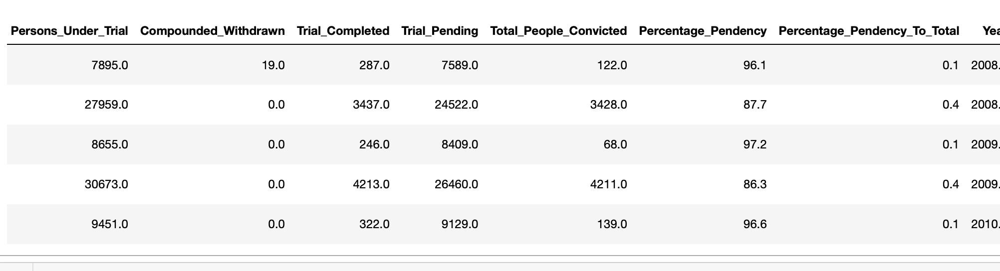 Persons_Under_Trial Compounded_Withdrawn Trial_Completed Trial_Pending Total_People_Convicted Percentage_Pendency Percentage_Pendency_To_Total Yea
7895.0 19.0 287.0 7589.0 122.0 96.1 0.1 2008.
27959.0 0.0 3437.0 24522.0 3428.0 87.7 0.4 2008.
8655.0 0.0 246.0 8409.0 68.0 97.2 0.1 2009.
30673.0 0.0 4213.0 26460.0 4211.0 86.3 0.4 2009.
9451.0 0.0 322.0 9129.0 139.0 96.6 0.1 2010.